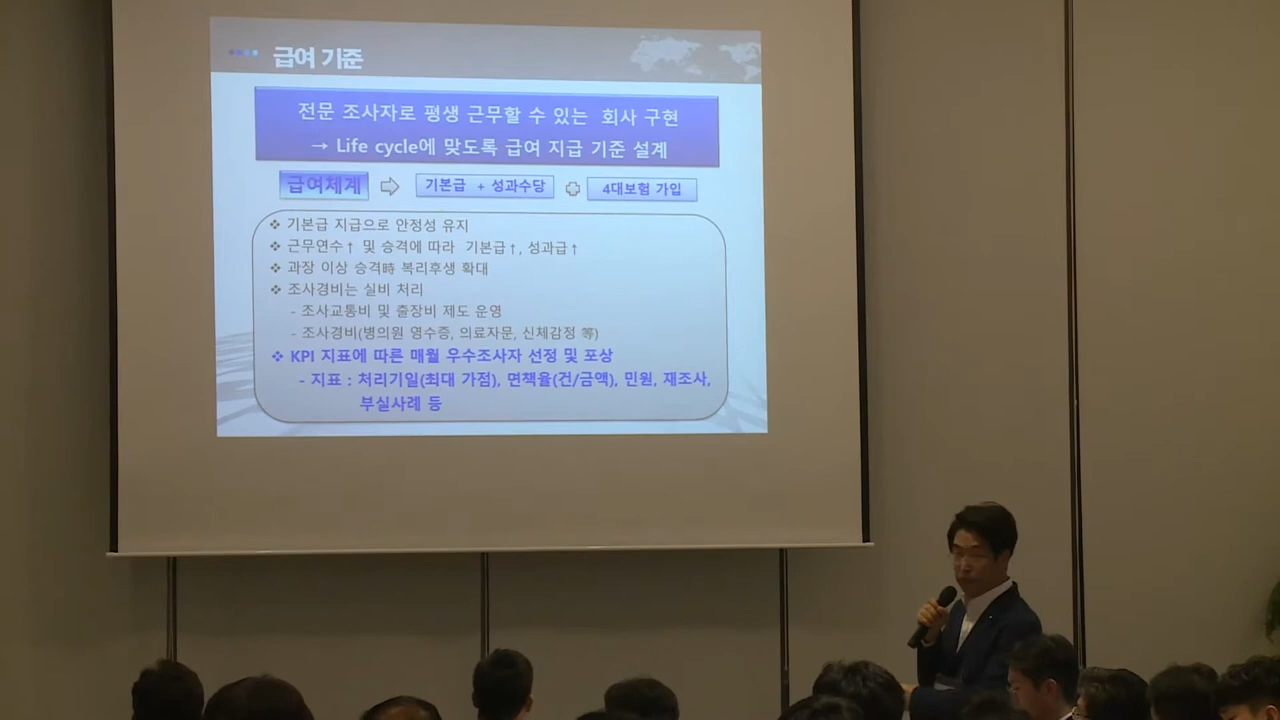 급여 기준
전문 조사자로 평생 근무할 수 있는 회사 구현
→ Life cycle에 맞도록 급여 지급 기준 설계
급여체계 ⇨ 기본급 + 성과수당 + 4대보험 가입
❖ 기본급 지급으로 안정성 유지
❖ 근무연수↑ 및 승격에 따라 기본급↑, 성과급↑
❖ 과장 이상 승격時 복리후생 확대
❖ 조사경비는 실비 처리
- 조사교통비 및 출장비 제도 운영
- 조사경비(병의원 영수증, 의료자문, 신체감정 等)
❖ KPI 지표에 따른 매월 우수조사자 선정 및 포상
- 지표 : 처리기일(최대 가점), 면책율(건/금액), 민원, 재조사,
부실사례 등